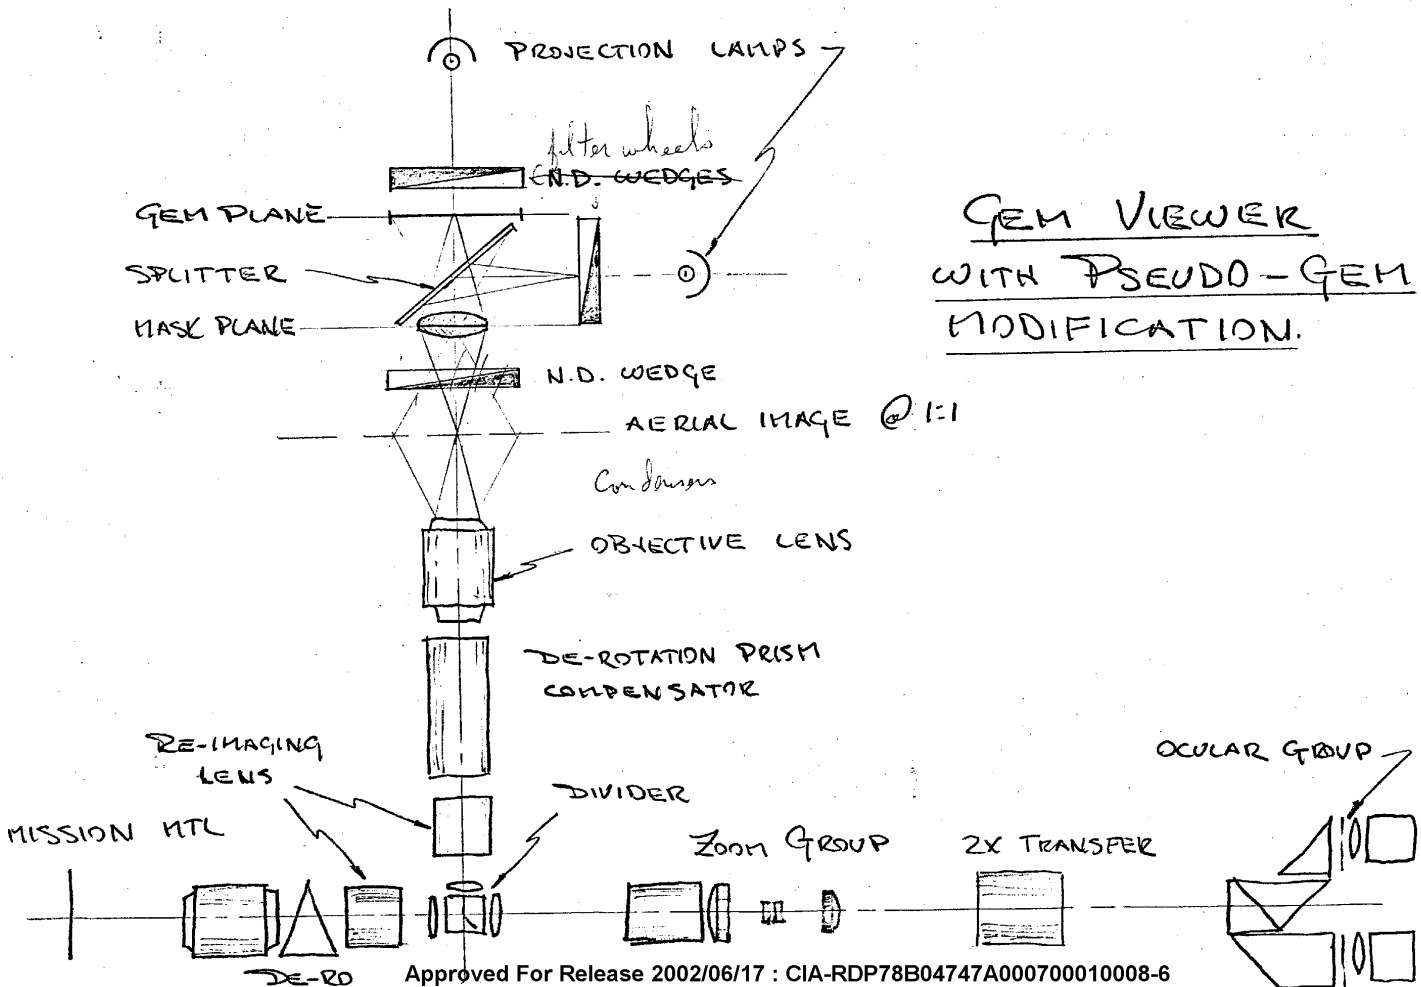 PROJECTION LAMPS
filter wheels
N.D. WEDGES
GEM PLANE
SPLITTER
MASK PLANE
GEM VIEWER
WITH PSEUDO-GEM
MODIFICATION.
N.D. WEDGE
AERIAL IMAGE @ 1:1
Condensers
OBJECTIVE LENS
DE-ROTATION PRISM
COMPENSATOR
RE-IMAGING
LENS
OCULAR GROUP
DIVIDER
MISSION MTL
ZOOM GROUP
2X TRANSFER
DE-RO
Approved For Release 2002/06/17 : CIA-RDP78B04747A000700010008-6